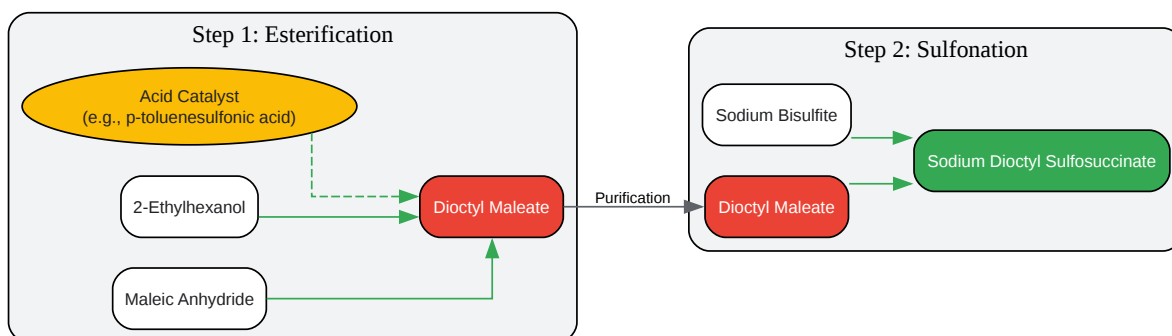 Step 1: Esterification
Acid Catalyst
(e.g., p-toluenesulfonic acid)
2-Ethylhexanol
Maleic Anhydride
Dioctyl Maleate
Purification
Step 2: Sulfonation
Sodium Bisulfite
Dioctyl Maleate
Sodium Dioctyl Sulfosuccinate